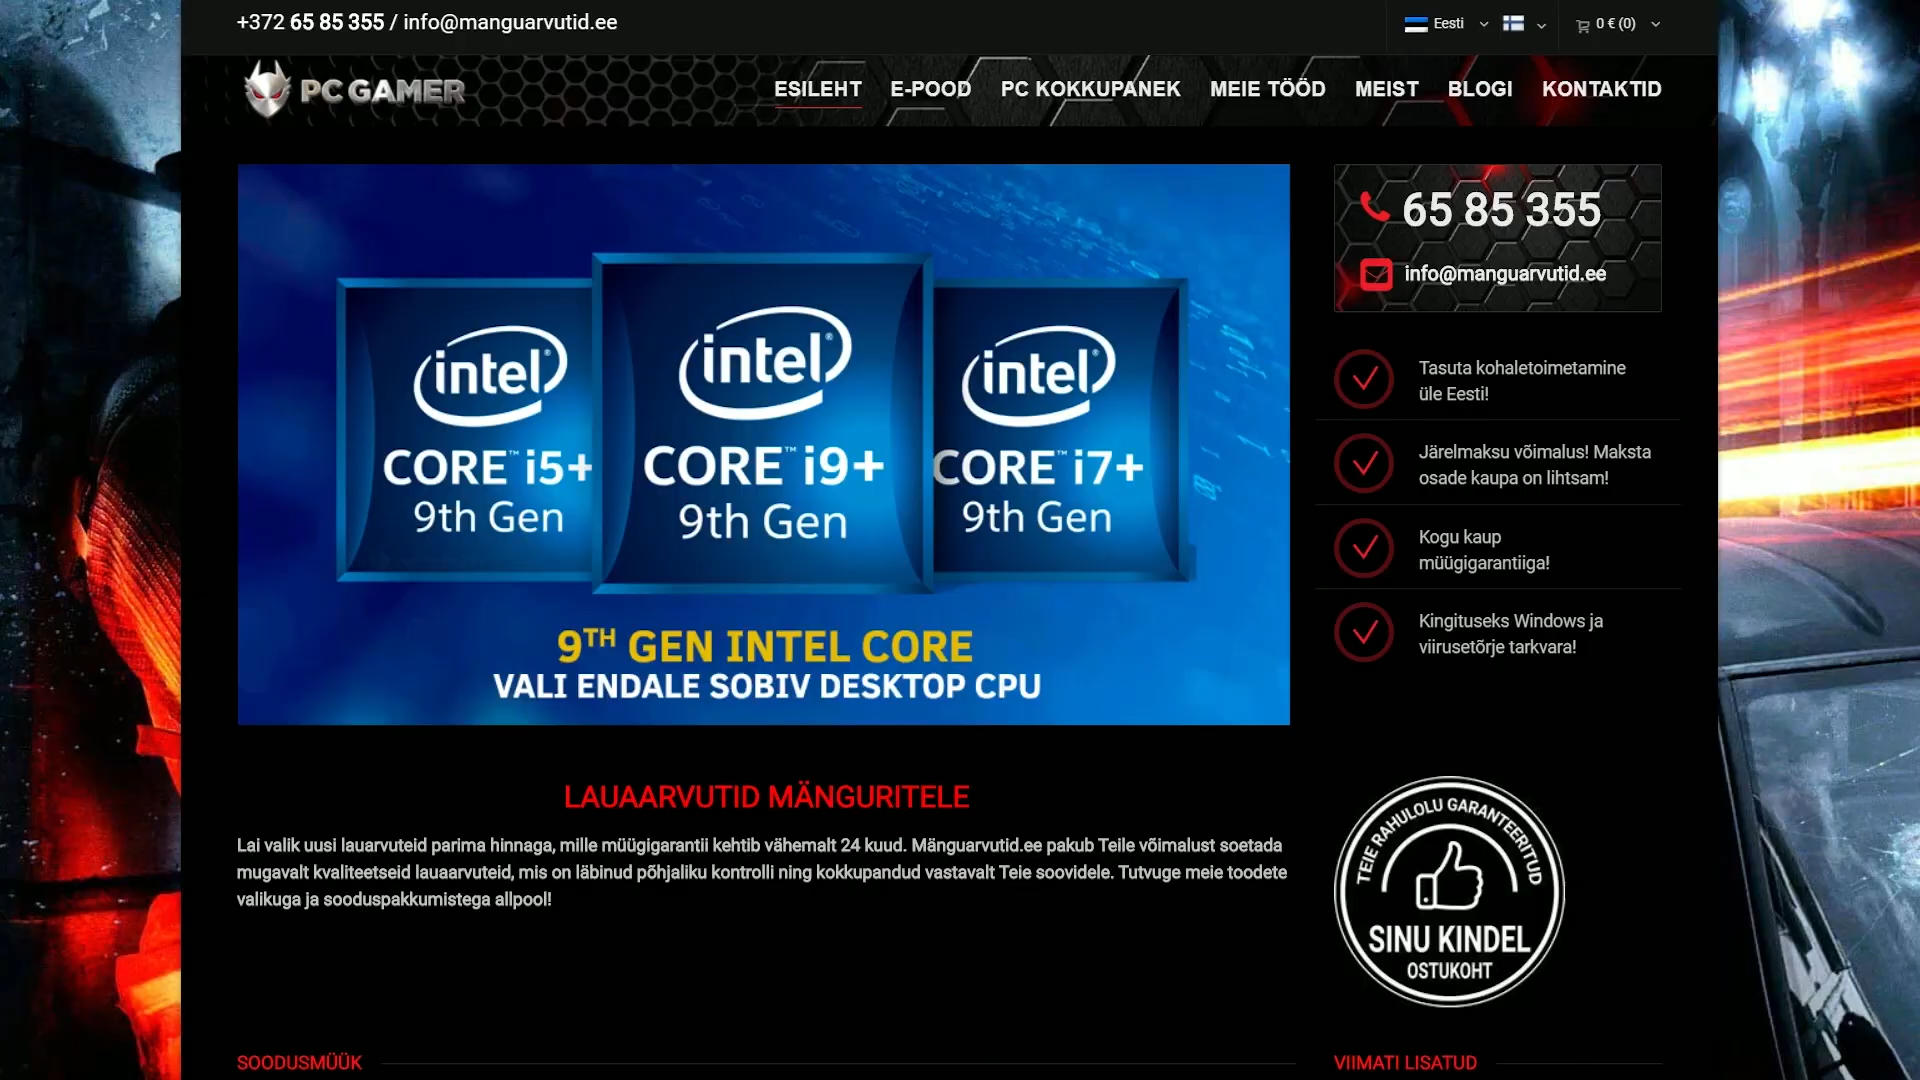 +372 65 85 355 / info@manguarvutid.ee
Eesti
0 € (0)
PC GAMER
ESILEHT E-POOD PC KOKKUPANEK MEIE TÖÖD MEIST BLOGI KONTAKTID
intel®
CORE™ i5+
9th Gen
intel®
CORE™ i9+
9th Gen
intel®
CORE™ i7+
9th Gen
9TH GEN INTEL CORE
VALI ENDALE SOBIV DESKTOP CPU
65 85 355
info@manguarvutid.ee
Tasuta kohaletoimetamine
üle Eesti!
Järelmaksu võimalus! Maksta
osade kaupa on lihtsam!
Kogu kaup
müügigarantiiga!
Kingituseks Windows ja
viirusetõrje tarkvara!
LAUAARVUTID MÄNGURITELE
Lai valik uusi lauarvuteid parima hinnaga, mille müügigarantii kehtib vähemalt 24 kuud. Mänguarvutid.ee pakub Teile võimalust soetada
mugavalt kvaliteetseid lauaarvuteid, mis on läbinud põhjaliku kontrolli ning kokkupandud vastavalt Teie soovidele. Tutvuge meie toodete
valikuga ja sooduspakkumistega allpool!
TEIE RAHULOLU GARANTEERITUD
SINU KINDEL
OSTUKOHT
SOODUSMÜÜK
VIIMATI LISATUD